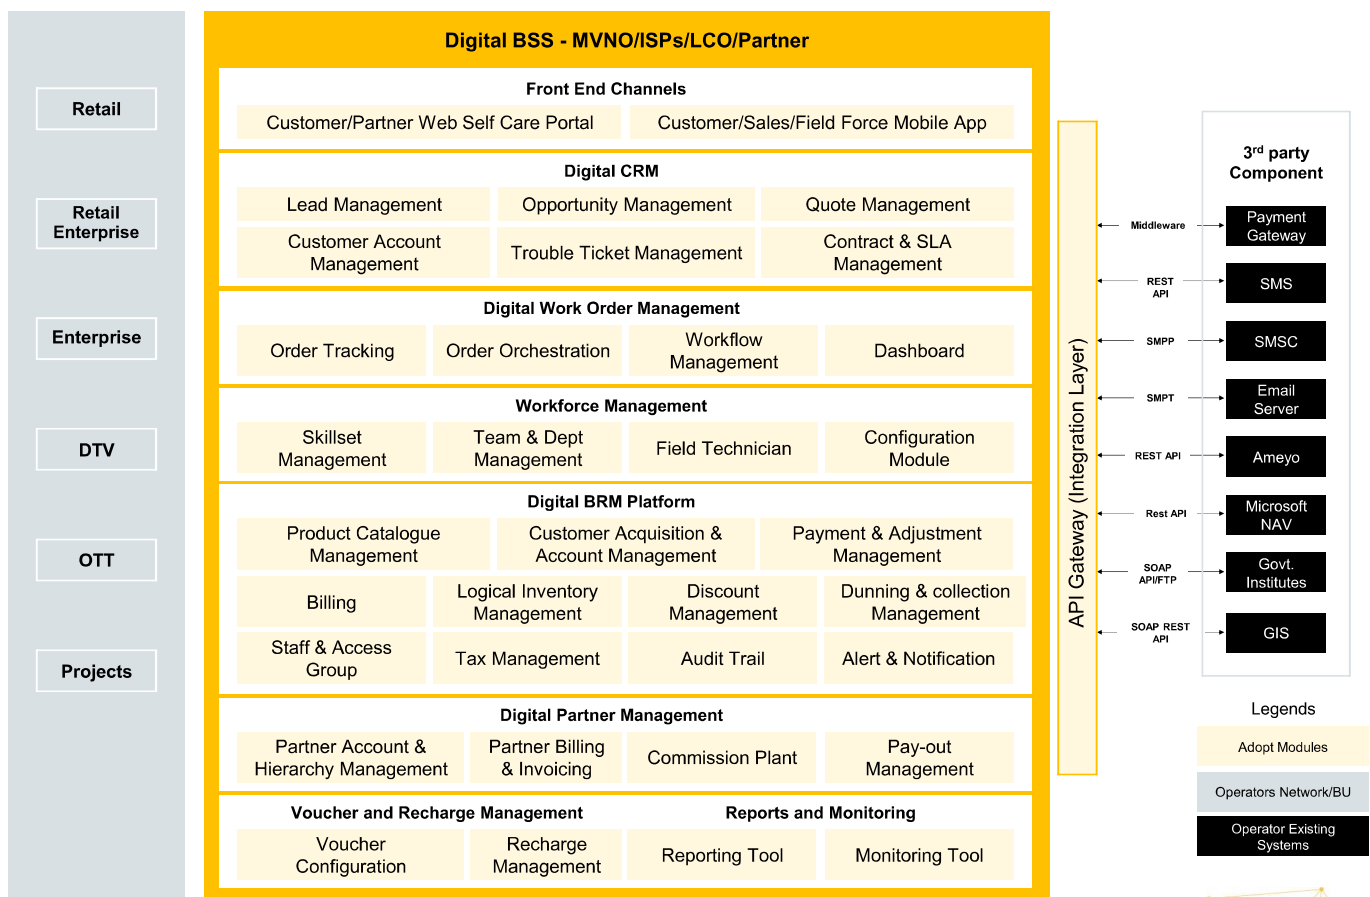 Retail
Retail
Enterprise
Enterprise
DTV
OTT
Projects
Digital BSS - MVNO/ISPs/LCO/Partner
Front End Channels
Customer/Partner Web Self Care Portal
Customer/Sales/Field Force Mobile App
Digital CRM
Lead Management
Opportunity Management
Quote Management
Customer Account
Management
Trouble Ticket Management
Contract & SLA
Management
Digital Work Order Management
Order Tracking
Order Orchestration
Workflow
Management
Dashboard
Workforce Management
Skillset
Management
Team & Dept
Management
Field Technician
Configuration
Module
Digital BRM Platform
Product Catalogue
Management
Customer Acquisition &
Account Management
Payment & Adjustment
Management
Billing
Logical Inventory
Management
Discount
Management
Dunning & collection
Management
Staff & Access
Group
Tax Management
Audit Trail
Alert & Notification
Digital Partner Management
Partner Account &
Hierarchy Management
Partner Billing
& Invoicing
Commission Plant
Pay-out
Management
Voucher and Recharge Management
Voucher
Configuration
Recharge
Management
Reports and Monitoring
Reporting Tool
Monitoring Tool
API Gateway (Integration Layer)
Middleware
REST
API
SMPP
SMPT
REST API
Rest API
SOAP
API/FTP
SOAP REST
API
3rd party
Component
Payment
Gateway
SMS
SMSC
Email
Server
Ameyo
Microsoft
NAV
Govt.
Institutes
GIS
Legends
Adopt Modules
Operators Network/BU
Operator Existing
Systems